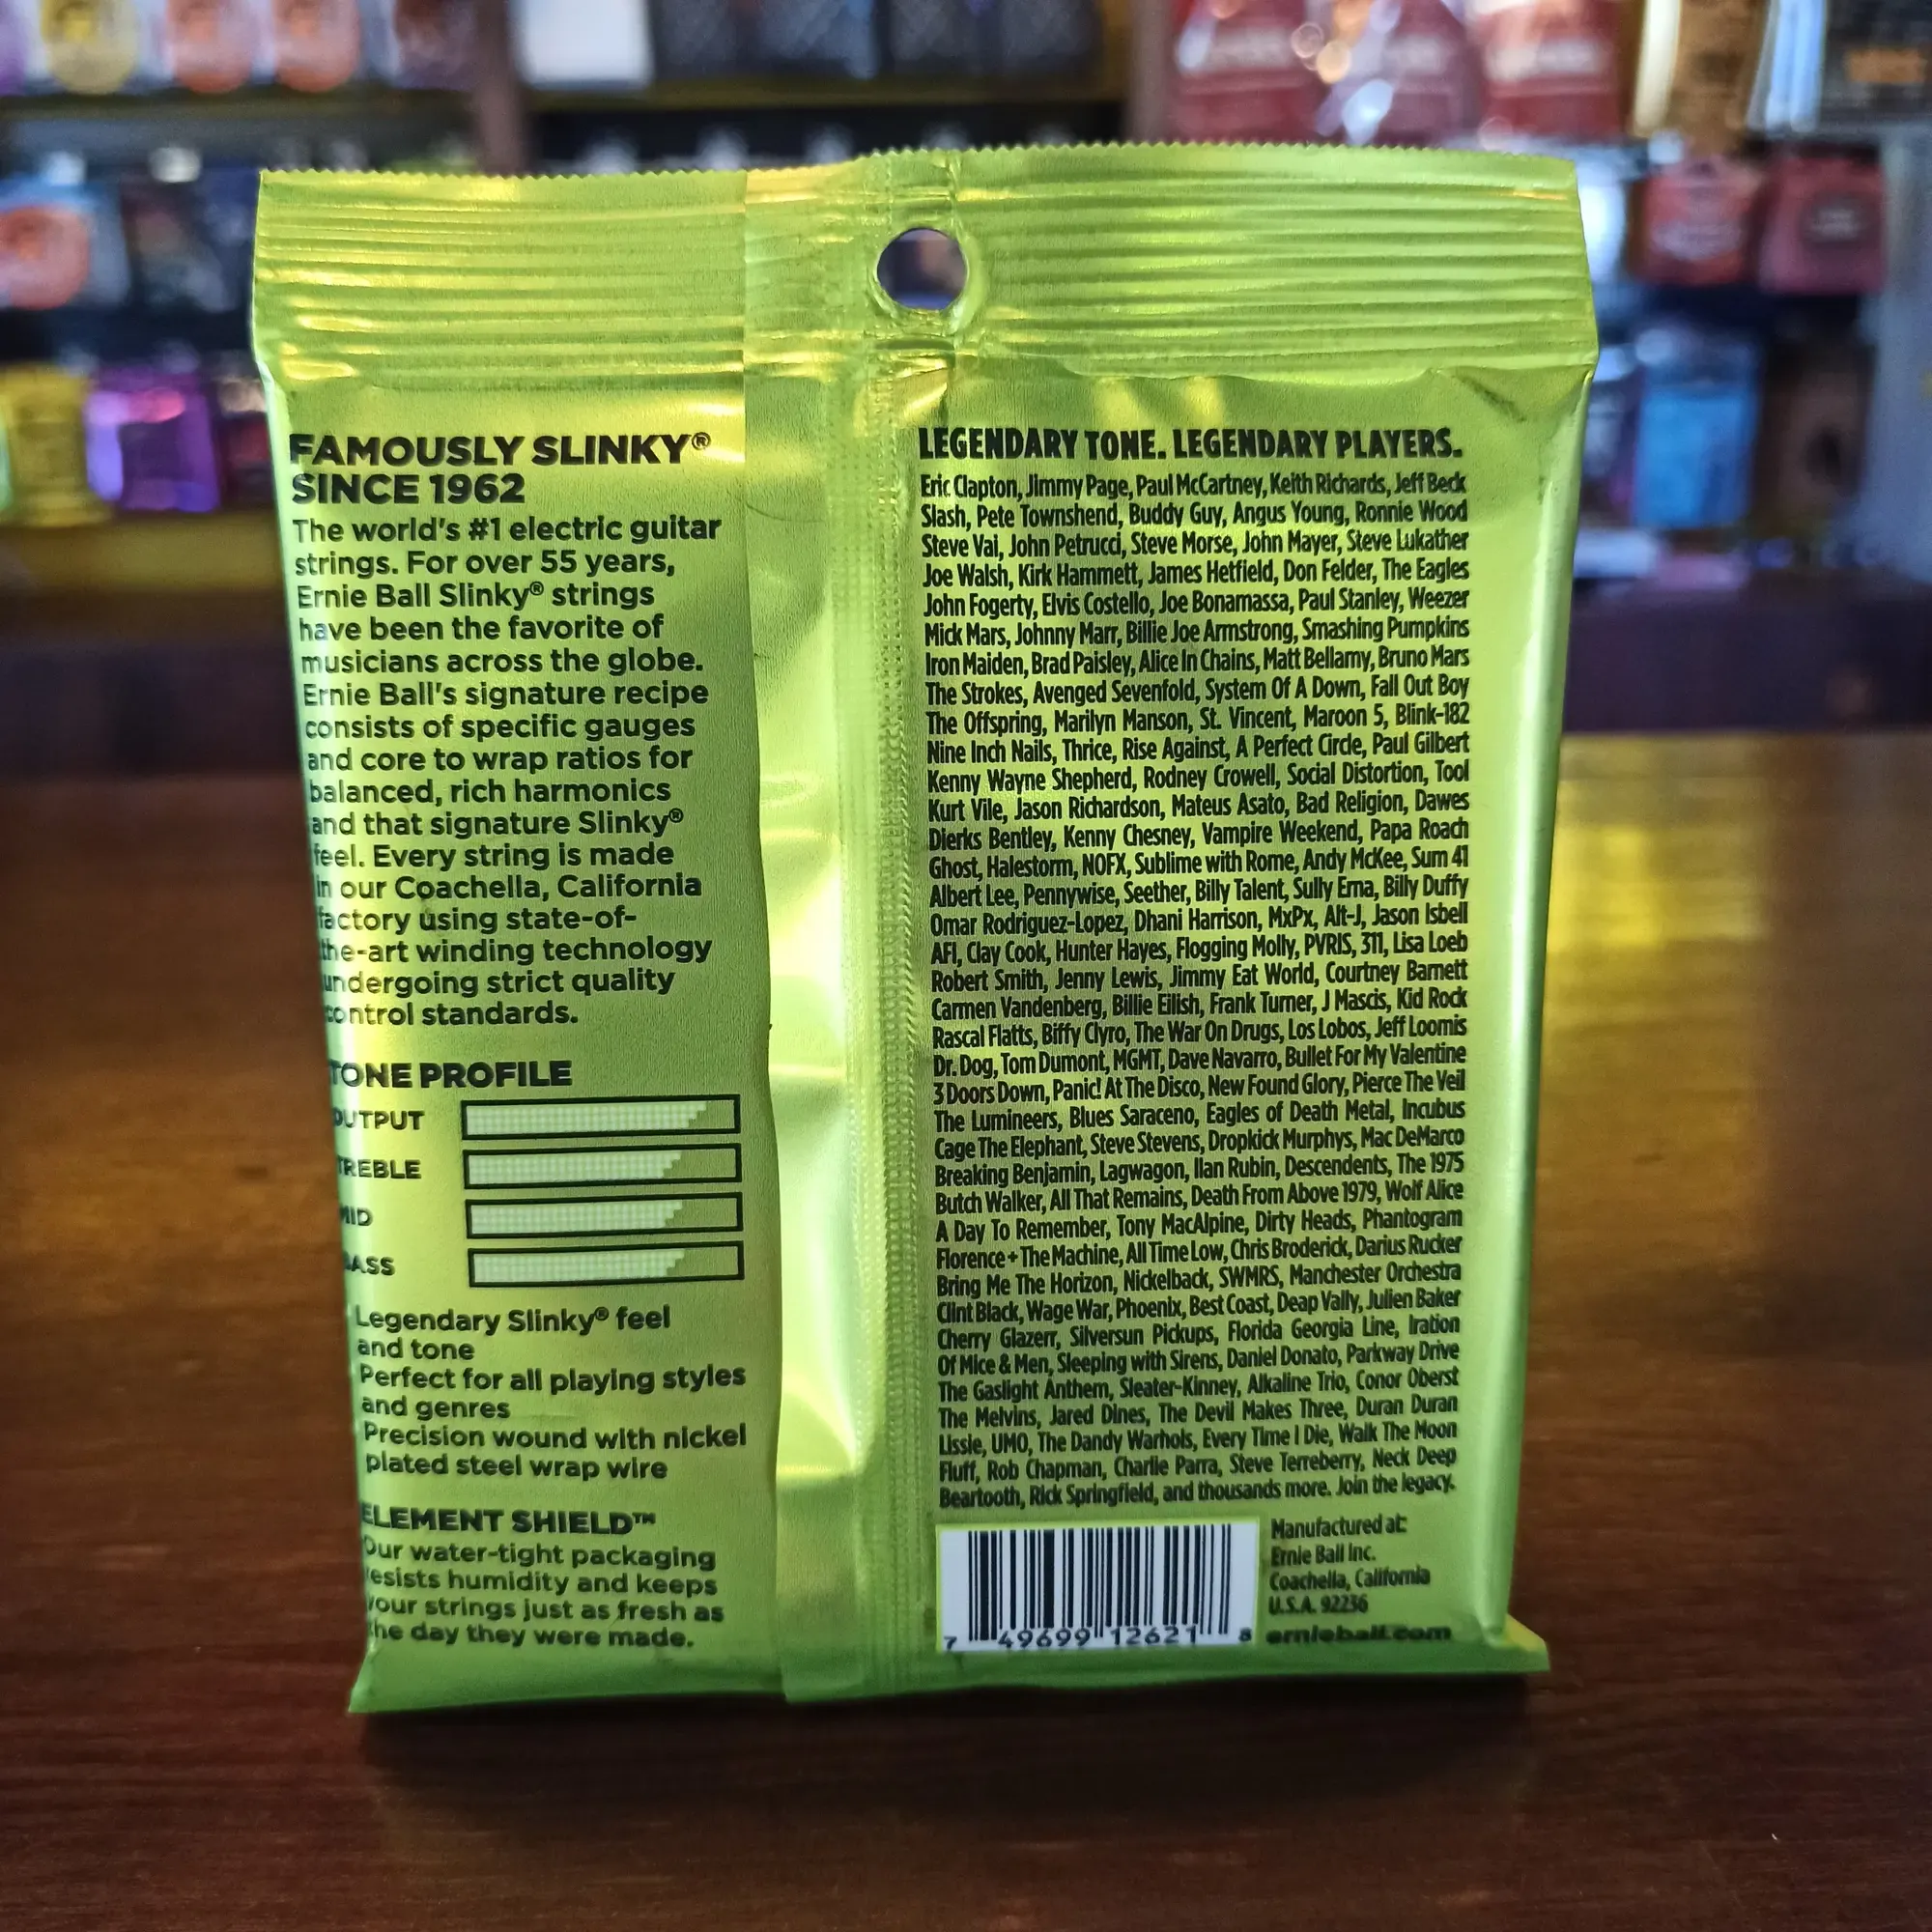 FAMOUSLY SLINKY®
SINCE 1962
The world's #1 electric guitar
strings. For over 55 years,
Ernie Ball Slinky® strings
have been the favorite of
musicians across the globe.
Ernie Ball's signature recipe
consists of specific gauges
and core to wrap ratios for
balanced, rich harmonics
and that signature Slinky®
feel. Every string is made
in our Coachella, California
factory using state-of-
the-art winding technology
undergoing strict quality
control standards.
TONE PROFILE
OUTPUT
TREBLE
MID
BASS
Legendary Slinky® feel
and tone
Perfect for all playing styles
and genres
Precision wound with nickel
plated steel wrap wire
ELEMENT SHIELD™
Our water-tight packaging
resists humidity and keeps
your strings just as fresh as
the day they were made.
LEGENDARY TONE. LEGENDARY PLAYERS.
Eric Clapton, Jimmy Page, Paul McCartney, Keith Richards, Jeff Beck
Slash, Pete Townshend, Buddy Guy, Angus Young, Ronnie Wood
Steve Vai, John Petrucci, Steve Morse, John Mayer, Steve Lukather
Joe Walsh, Kirk Hammett, James Hetfield, Don Felder, The Eagles
John Fogerty, Elvis Costello, Joe Bonamassa, Paul Stanley, Weezer
Mick Mars, Johnny Marr, Billie Joe Armstrong, Smashing Pumpkins
Iron Maiden, Brad Paisley, Alice In Chains, Matt Bellamy, Bruno Mars
The Strokes, Avenged Sevenfold, System Of A Down, Fall Out Boy
The Offspring, Marilyn Manson, St. Vincent, Maroon 5, Blink-182
Nine Inch Nails, Thrice, Rise Against, A Perfect Circle, Paul Gilbert
Kenny Wayne Shepherd, Rodney Crowell, Social Distortion, Tool
Kurt Vile, Jason Richardson, Mateus Asato, Bad Religion, Dawes
Dierks Bentley, Kenny Chesney, Vampire Weekend, Papa Roach
Ghost, Halestorm, NOFX, Sublime with Rome, Andy McKee, Sum 41
Albert Lee, Pennywise, Seether, Billy Talent, Sully Erna, Billy Duffy
Omar Rodriguez-Lopez, Dhani Harrison, MxPx, Alt-J, Jason Isbell
AFI, Clay Cook, Hunter Hayes, Flogging Molly, PVRIS, 311, Lisa Loeb
Robert Smith, Jenny Lewis, Jimmy Eat World, Courtney Barnett
Carmen Vandenberg, Billie Eilish, Frank Turner, J Mascis, Kid Rock
Rascal Flatts, Biffy Clyro, The War On Drugs, Los Lobos, Jeff Loomis
Dr. Dog, Tom Dumont, MGMT, Dave Navarro, Bullet For My Valentine
3 Doors Down, Panic! At The Disco, New Found Glory, Pierce The Veil
The Lumineers, Blues Saraceno, Eagles of Death Metal, Incubus
Cage The Elephant, Steve Stevens, Dropkick Murphys, Mac DeMarco
Breaking Benjamin, Lagwagon, Ilan Rubin, Descendents, The 1975
Butch Walker, All That Remains, Death From Above 1979, Wolf Alice
A Day To Remember, Tony MacAlpine, Dirty Heads, Phantogram
Florence + The Machine, All Time Low, Chris Broderick, Darius Rucker
Bring Me The Horizon, Nickelback, SWMRS, Manchester Orchestra
Clint Black, Wage War, Phoenix, Best Coast, Deap Vally, Julien Baker
Cherry Glazerr, Silversun Pickups, Florida Georgia Line, Iration
Of Mice & Men, Sleeping with Sirens, Daniel Donato, Parkway Drive
The Gaslight Anthem, Sleater-Kinney, Alkaline Trio, Conor Oberst
The Melvins, Jared Dines, The Devil Makes Three, Duran Duran
Lissie, UMO, The Dandy Warhols, Every Time I Die, Walk The Moon
Fluff, Rob Chapman, Charlie Parra, Steve Terreberry, Neck Deep
Beartooth, Rick Springfield, and thousands more. Join the legacy.
7 49699 12621 8
Manufactured at:
Ernie Ball Inc.
Coachella, California
U.S.A. 92236
ernieball.com